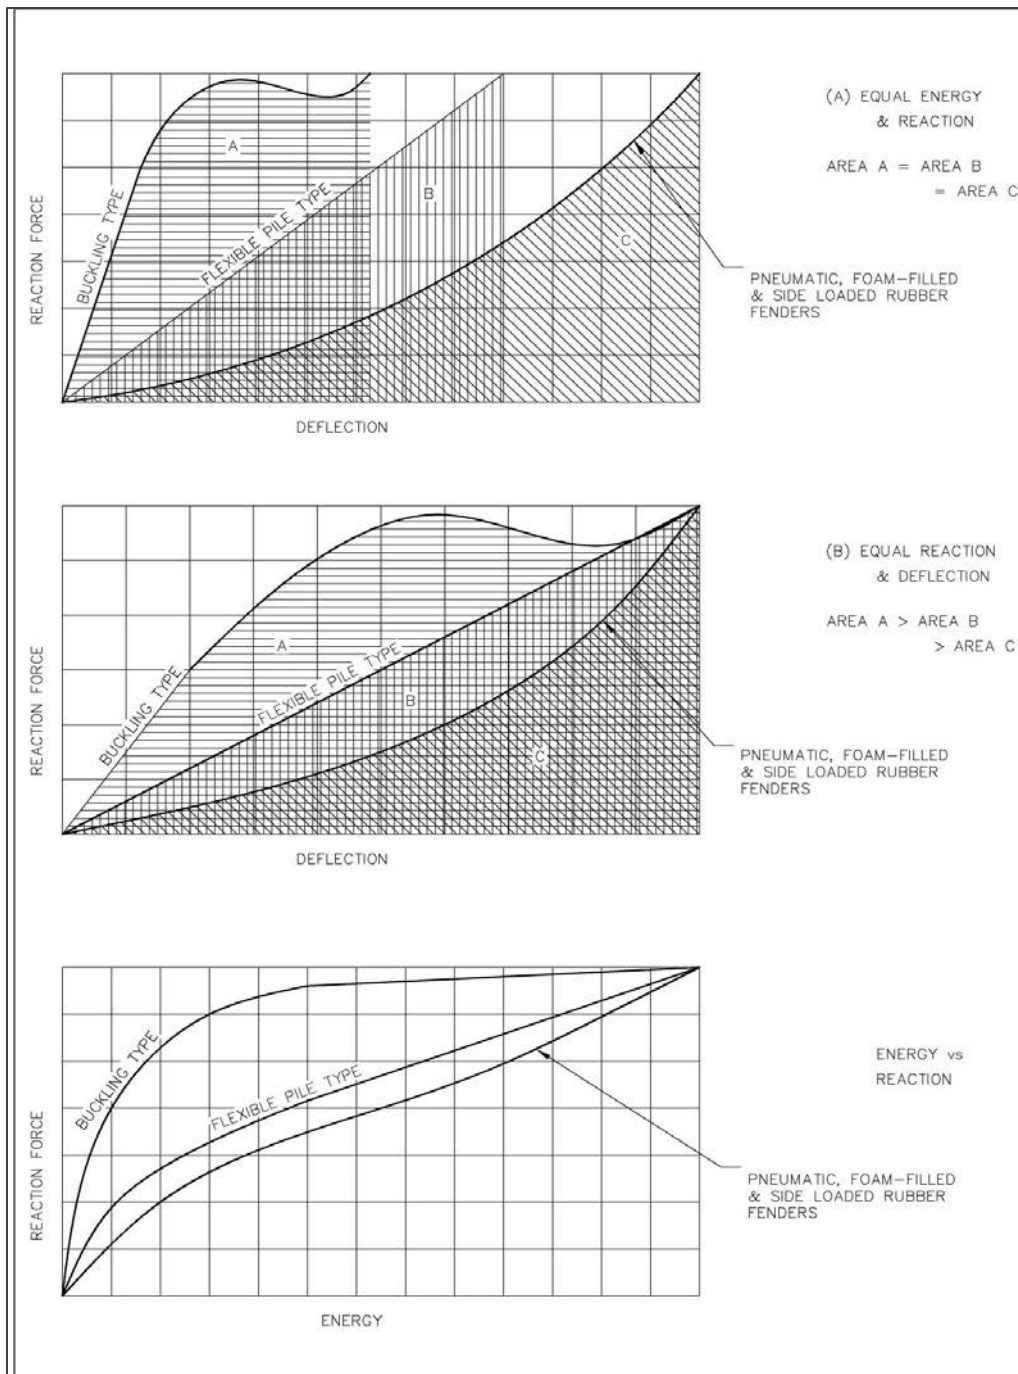 (A) EQUAL ENERGY
& REACTION
AREA A = AREA B
= AREA C
A
B
C
BUCKLING TYPE
FLEXIBLE PILE TYPE
REACTION FORCE
PNEUMATIC, FOAM-FILLED
& SIDE LOADED RUBBER
FENDERS
DEFLECTION
(B) EQUAL REACTION
& DEFLECTION
AREA A > AREA B
> AREA C
A
B
C
BUCKLING TYPE
FLEXIBLE PILE TYPE
REACTION FORCE
PNEUMATIC, FOAM-FILLED
& SIDE LOADED RUBBER
FENDERS
DEFLECTION
ENERGY vs
REACTION
BUCKLING TYPE
FLEXIBLE PILE TYPE
REACTION FORCE
PNEUMATIC, FOAM-FILLED
& SIDE LOADED RUBBER
FENDERS
ENERGY